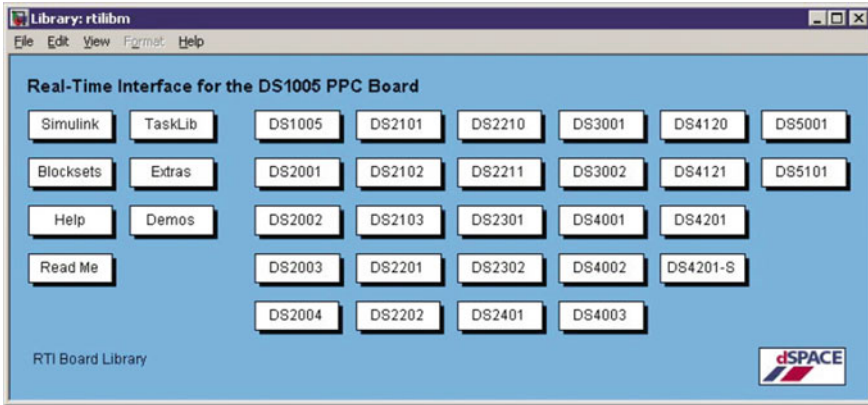 Library: rtilibm
File Edit View Format Help
Real-Time Interface for the DS1005 PPC Board
Simulink TaskLib DS1005 DS2101 DS2210 DS3001 DS4120 DS5001
Blocksets Extras DS2001 DS2102 DS2211 DS3002 DS4121 DS5101
Help Demos DS2002 DS2103 DS2301 DS4001 DS4201
Read Me DS2003 DS2201 DS2302 DS4002 DS4201-S
DS2004 DS2202 DS2401 DS4003
RTI Board Library
dSPACE